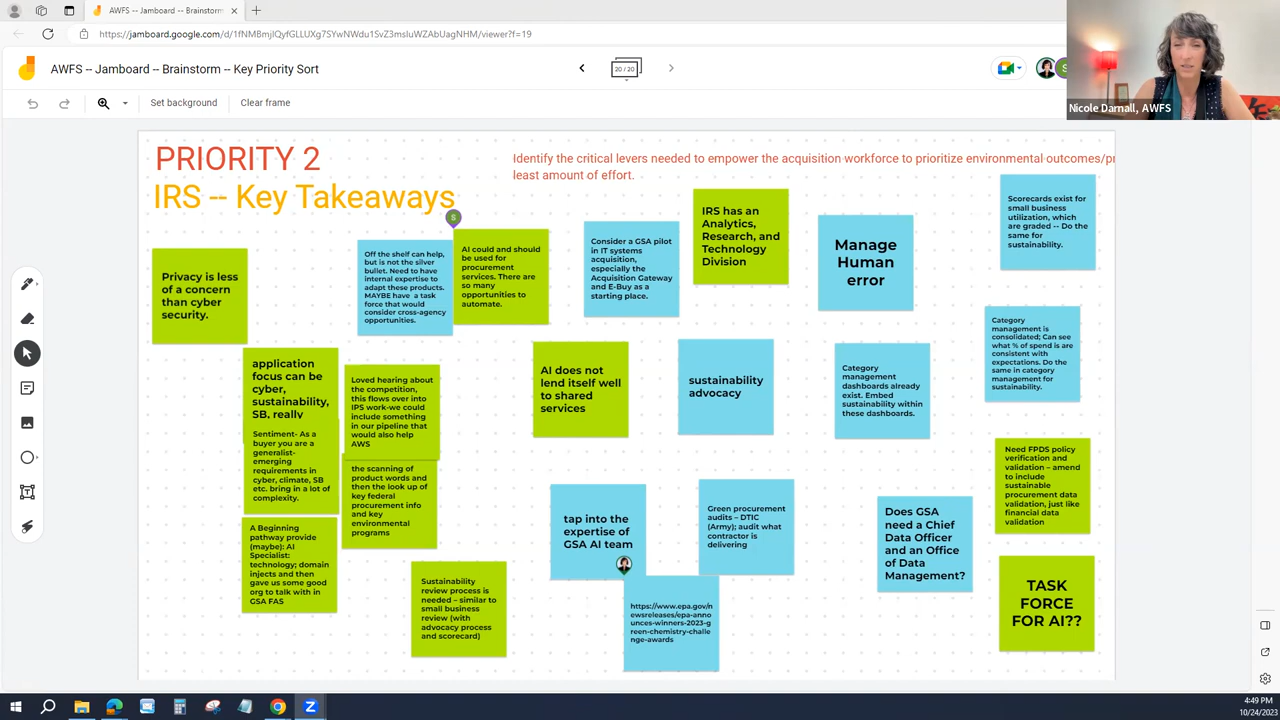 AWFS -- Jamboard -- Brainstorm
https://jamboard.google.com/d/1fNMBmjlQyfGLLUXg7SYwNWdu1SvZ3msIuWZAbUagNHM/viewer?f=19
AWFS -- Jamboard -- Brainstorm -- Key Priority Sort
20 / 20
S
Set background
Clear frame
Nicole Darnall, AWFS
PRIORITY 2
IRS -- Key Takeaways
Identify the critical levers needed to empower the acquisition workforce to prioritize environmental outcomes/pr
least amount of effort.
S
Privacy is less
of a concern
than cyber
security.
Off the shelf can help,
but is not the silver
bullet. Need to have
internal expertise to
adapt these products.
MAYBE have a task
force that would
consider cross-agency
opportunities.
AI could and should
be used for
procurement
services. There are
so many
opportunities to
automate.
Consider a GSA pilot
in IT systems
acquisition,
especially the
Acquisition Gateway
and E-Buy as a
starting place.
IRS has an
Analytics,
Research, and
Technology
Division
Manage
Human
error
Scorecards exist for
small business
utilization, which
are graded -- Do the
same for
sustainability.
application
focus can be
cyber,
sustainability,
SB, really
Loved hearing about
the competition,
this flows over into
IPS work-we could
include something
in our pipeline that
would also help
AWS
AI does not
lend itself well
to shared
services
sustainability
advocacy
Category
management
dashboards already
exist. Embed
sustainability within
these dashboards.
Category
management is
consolidated; Can see
what % of spend is are
consistent with
expectations. Do the
same in category
management for
sustainability.
Sentiment- As a
buyer you are a
generalist-
emerging
requirements in
cyber, climate, SB
etc. bring in a lot of
complexity.
the scanning of
product words and
then the look up of
key federal
procurement info
and key
environmental
programs
A Beginning
pathway provide
(maybe): AI
Specialist:
technology; domain
injects and then
gave us some good
org to talk with in
GSA FAS
Sustainability
review process is
needed – similar to
small business
review (with
advocacy process
and scorecard)
tap into the
expertise of
GSA AI team
Green procurement
audits – DTIC
(Army); audit what
contractor is
delivering
https://www.epa.gov/n
ewsreleases/epa-anno
unces-winners-2023-g
reen-chemistry-challe
nge-awards
Does GSA
need a Chief
Data Officer
and an Office
of Data
Management?
Need FPDS policy
verification and
validation – amend
to include
sustainable
procurement data
validation, just like
financial data
validation
TASK
FORCE
FOR AI??
4:49 PM
10/24/2023